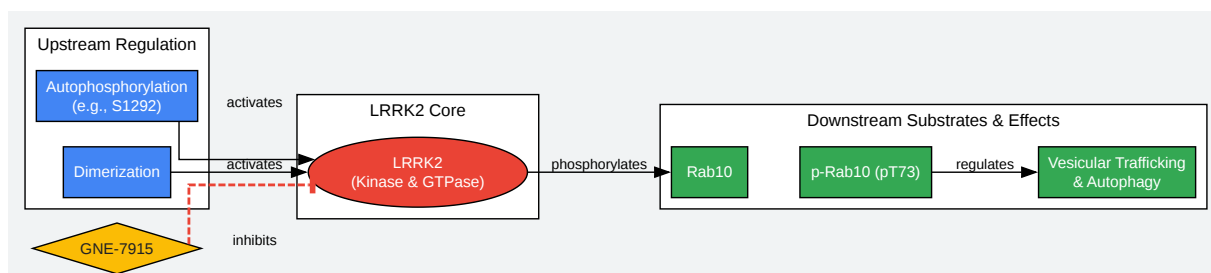 Upstream Regulation
Autophosphorylation
(e.g., S1292)
activates
Dimerization
activates
GNE-7915
inhibits
LRRK2 Core
LRRK2
(Kinase & GTPase)
phosphorylates
Downstream Substrates & Effects
Rab10
p-Rab10 (pT73)
regulates
Vesicular Trafficking
& Autophagy